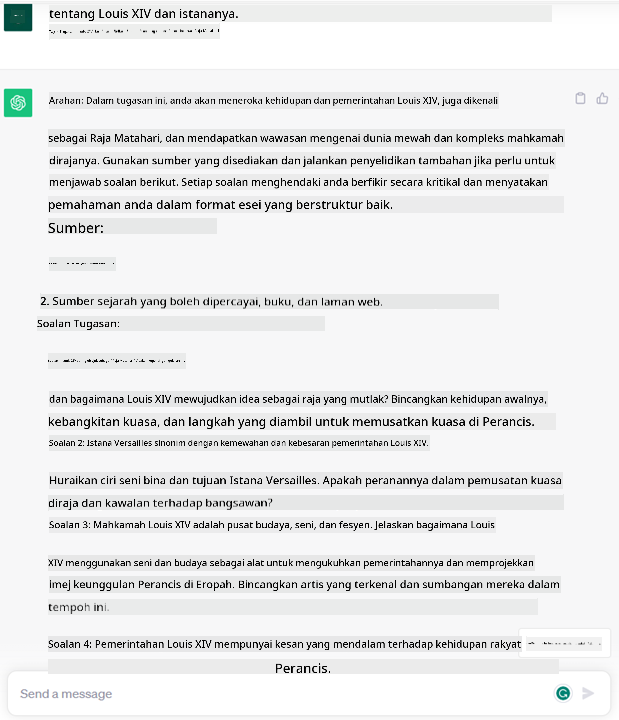 tentang Louis XIV dan istananya.
Arahan: Dalam tugasan ini, anda akan meneroka kehidupan dan pemerintahan Louis XIV, juga dikenali
sebagai Raja Matahari, dan mendapatkan wawasan mengenai dunia mewah dan kompleks mahkamah
dirajanya. Gunakan sumber yang disediakan dan jalankan penyelidikan tambahan jika perlu untuk
menjawab soalan berikut. Setiap soalan menghendaki anda berfikir secara kritikal dan menyatakan
pemahaman anda dalam format esei yang berstruktur baik.
Sumber:
2. Sumber sejarah yang boleh dipercayai, buku, dan laman web.
Soalan Tugasan:
dan bagaimana Louis XIV mewujudkan idea sebagai raja yang mutlak? Bincangkan kehidupan awalnya,
kebangkitan kuasa, dan langkah yang diambil untuk memusatkan kuasa di Perancis.
Soalan 2: Istana Versailles sinonim dengan kemewahan dan kebesaran pemerintahan Louis XIV.
Huraikan ciri seni bina dan tujuan Istana Versailles. Apakah peranannya dalam pemusatan kuasa
diraja dan kawalan terhadap bangsawan?
Soalan 3: Mahkamah Louis XIV adalah pusat budaya, seni, dan fesyen. Jelaskan bagaimana Louis
XIV menggunakan seni dan budaya sebagai alat untuk mengukuhkan pemerintahannya dan memprojekkan
imej keunggulan Perancis di Eropah. Bincangkan artis yang terkenal dan sumbangan mereka dalam
tempoh ini.
Soalan 4: Pemerintahan Louis XIV mempunyai kesan yang mendalam terhadap kehidupan rakyat
Perancis.
Send a message